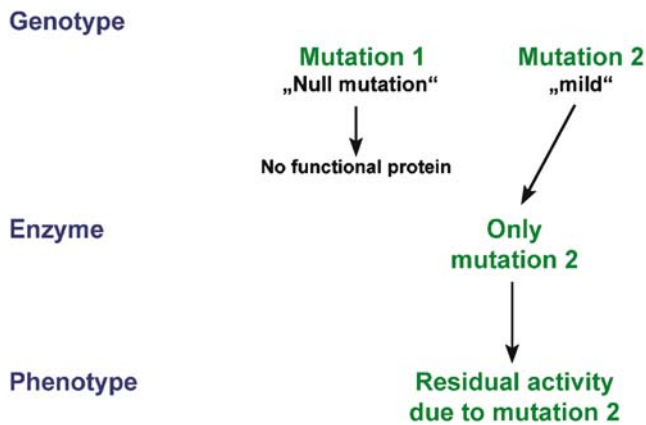 Genotype
Mutation 1
„Null mutation“
Mutation 2
„mild“
No functional protein
Enzyme
Only
mutation 2
Phenotype
Residual activity
due to mutation 2